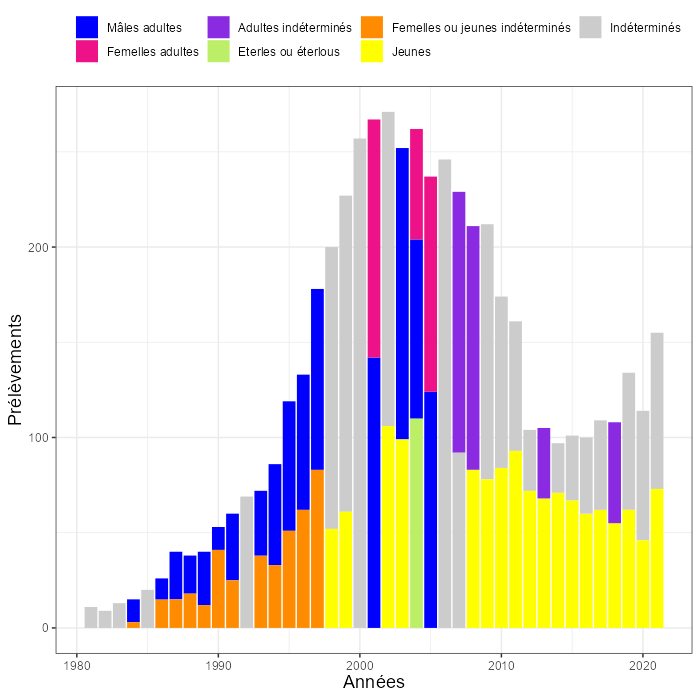 Mâles adultes Adultes indéterminés Femelles ou jeunes indéterminés Indéterminés
Femelles adultes Eterles ou éterlous Jeunes
200
100
0
Prélèvements
1980 1990 2000 2010 2020
Années